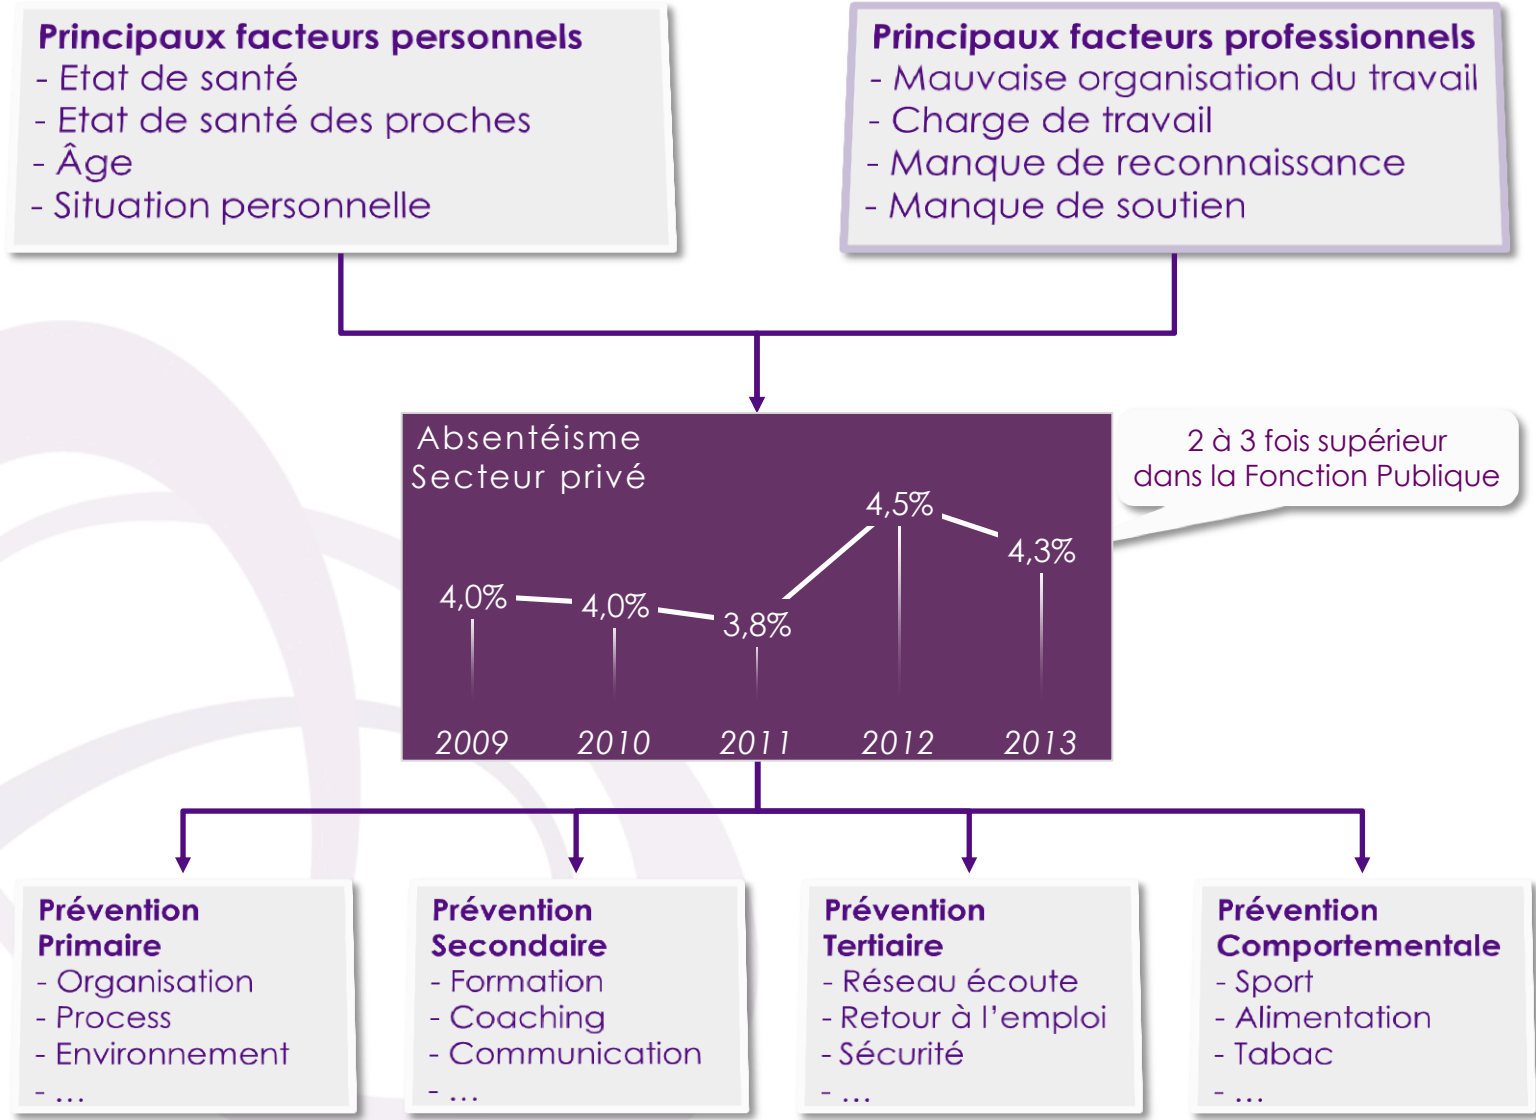 Principaux facteurs personnels
- Etat de santé
- Etat de santé des proches
- Âge
- Situation personnelle
Principaux facteurs professionnels
- Mauvaise organisation du travail
- Charge de travail
- Manque de reconnaissance
- Manque de soutien
Absentéisme
Secteur privé
2 à 3 fois supérieur
dans la Fonction Publique
4,0% 4,0% 3,8% 4,5% 4,3%
2009 2010 2011 2012 2013
Prévention
Primaire
- Organisation
- Process
- Environnement
- ...
Prévention
Secondaire
- Formation
- Coaching
- Communication
- ...
Prévention
Tertiaire
- Réseau écoute
- Retour à l’emploi
- Sécurité
- ...
Prévention
Comportementale
- Sport
- Alimentation
- Tabac
- ...